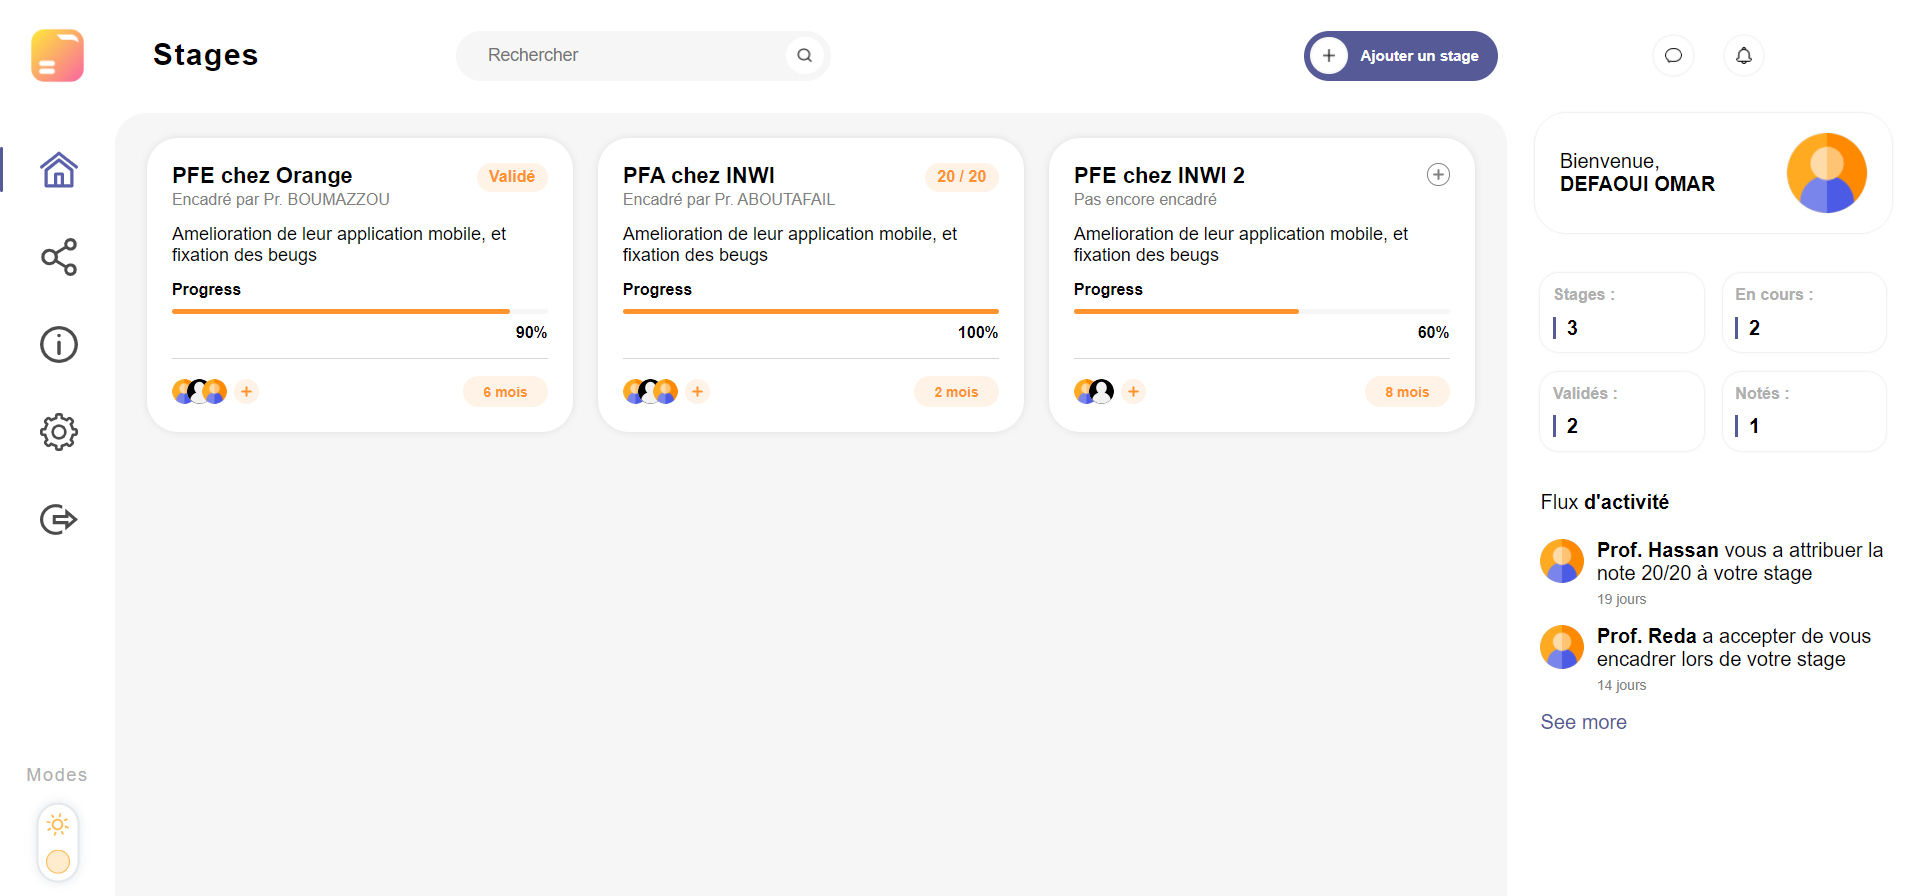 Stages
Rechercher
Ajouter un stage
PFE chez Orange
Validé
Encadré par Pr. BOUMAZZOU
Amelioration de leur application mobile, et
fixation des beugs
Progress
90%
6 mois
PFA chez INWI
20 / 20
Encadré par Pr. ABOUTAFAIL
Amelioration de leur application mobile, et
fixation des beugs
Progress
100%
2 mois
PFE chez INWI 2
Pas encore encadré
Amelioration de leur application mobile, et
fixation des beugs
Progress
60%
8 mois
Bienvenue,
DEFAOUI OMAR
Stages :
3
En cours :
2
Validés :
2
Notés :
1
Flux d'activité
Prof. Hassan vous a attribuer la
note 20/20 à votre stage
19 jours
Prof. Reda a accepter de vous
encadrer lors de votre stage
14 jours
See more
Modes